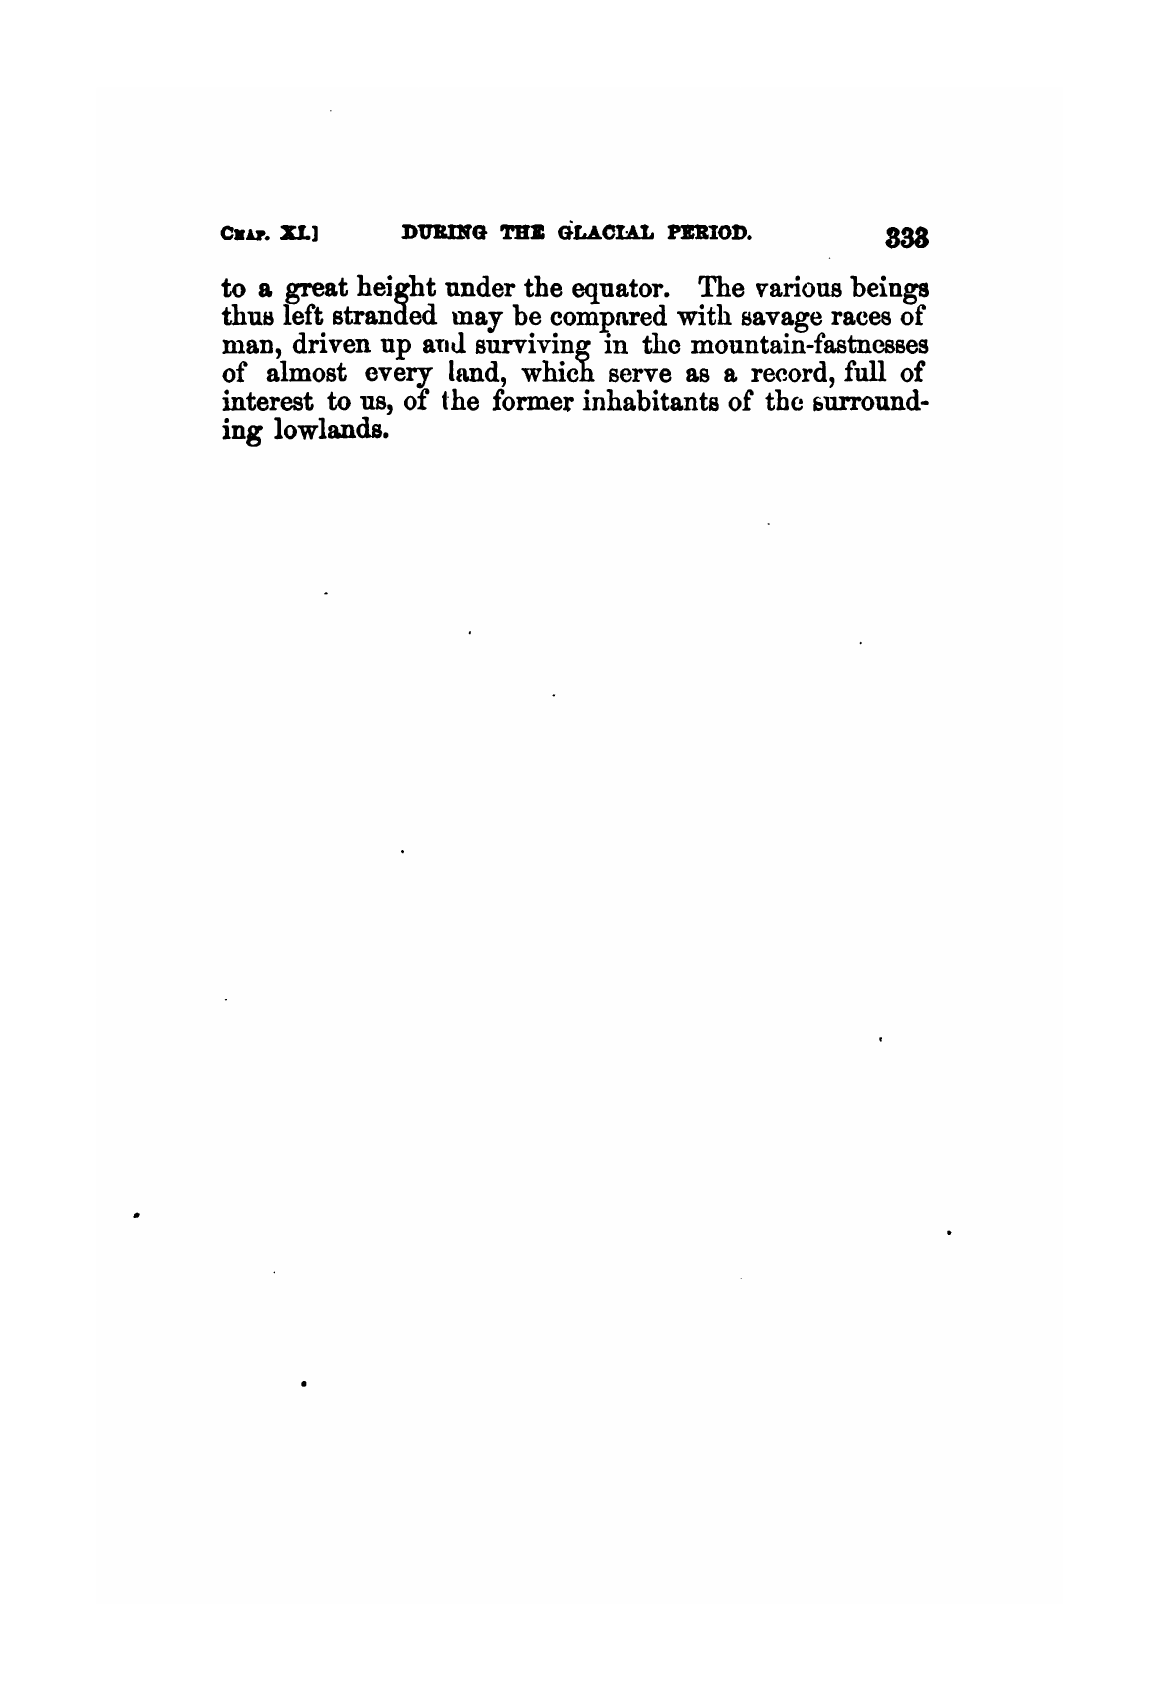 CHAP. XI.] DURING THE GLACIAL PERIOD. 333
to a great height under the equator. The various beings
thus left stranded may be compared with savage races of
man, driven up and surviving in the mountain-fastnesses
of almost every land, which serve as a record, full of
interest to us, of the former inhabitants of the surround-
ing lowlands.